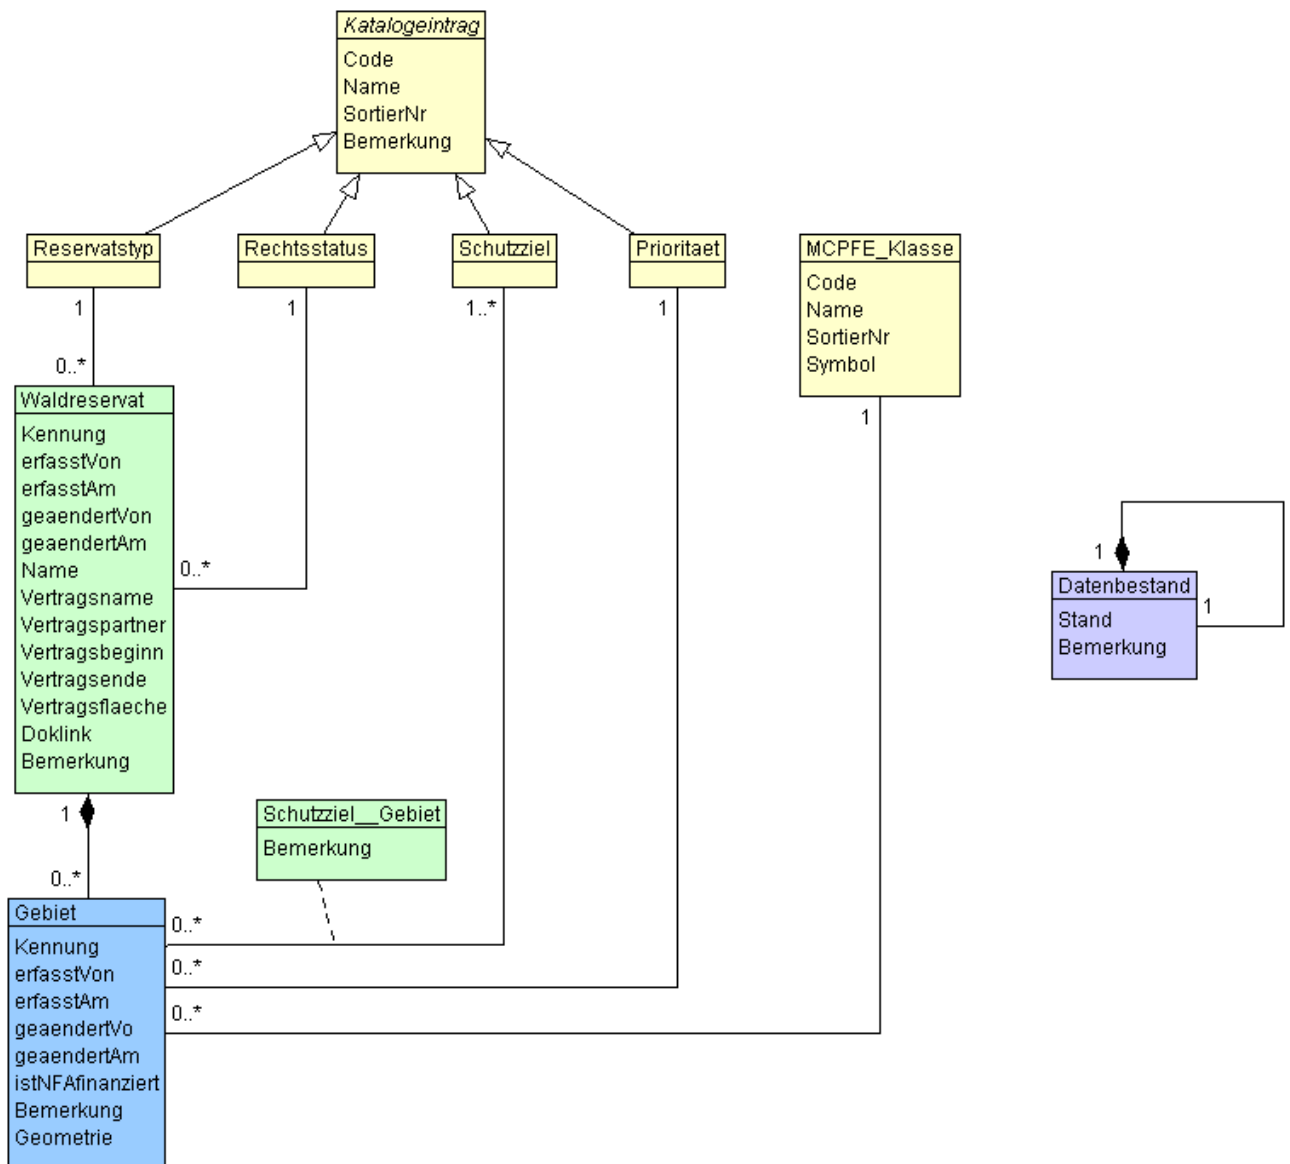 Katalogeintrag
Code
Name
SortierNr
Bemerkung
Reservatstyp
Rechtsstatus
Schutzziel
Prioritaet
MCPFE_Klasse
Code
Name
SortierNr
Symbol
1
1
1..*
1
1
0..*
Waldreservat
Kennung
erfasstVon
erfasstAm
geaendertVon
geaendertAm
Name
Vertragsname
Vertragspartner
Vertragsbeginn
Vertragsende
Vertragsflaeche
Doklink
Bemerkung
0..*
1
Datenbestand
Stand
Bemerkung
1
1
Schutzziel__Gebiet
Bemerkung
0..*
Gebiet
Kennung
erfasstVon
erfasstAm
geaendertVo
geaendertAm
istNFAfinanziert
Bemerkung
Geometrie
0..*
0..*
0..*